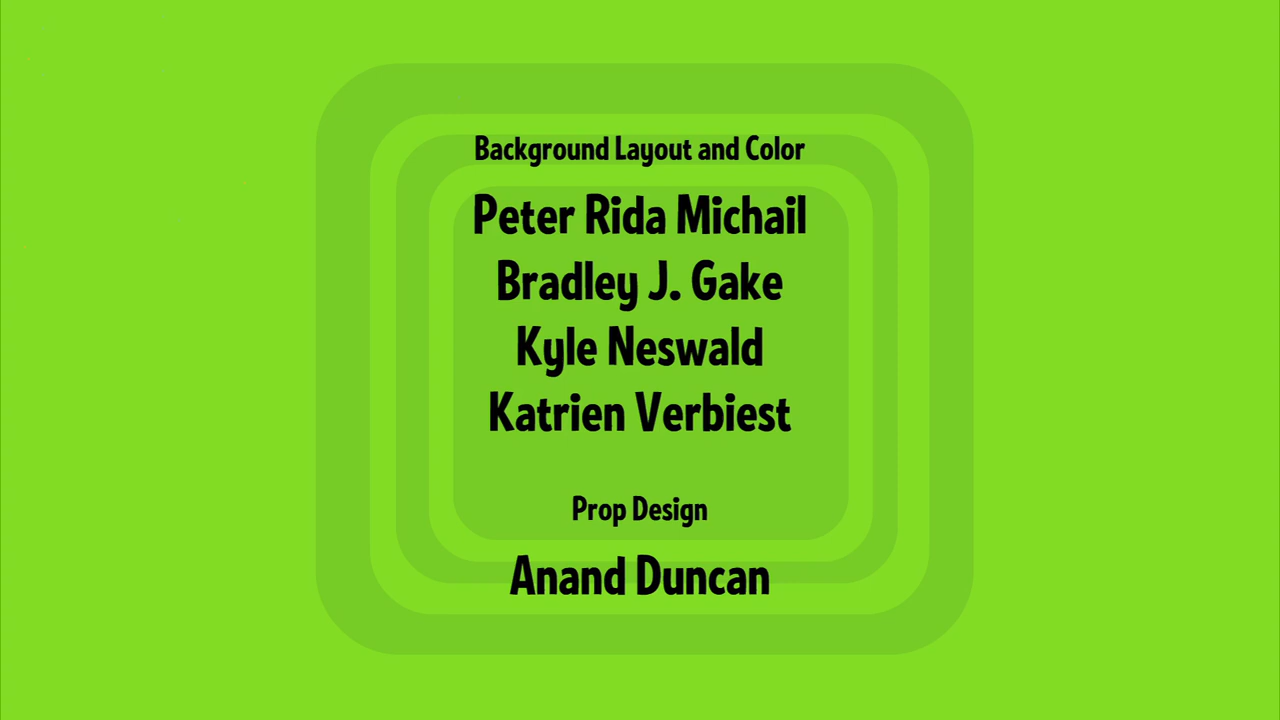 Background Layout and Color
Peter Rida Michail
Bradley J. Gake
Kyle Neswald
Katrien Verbiest
Prop Design
Anand Duncan